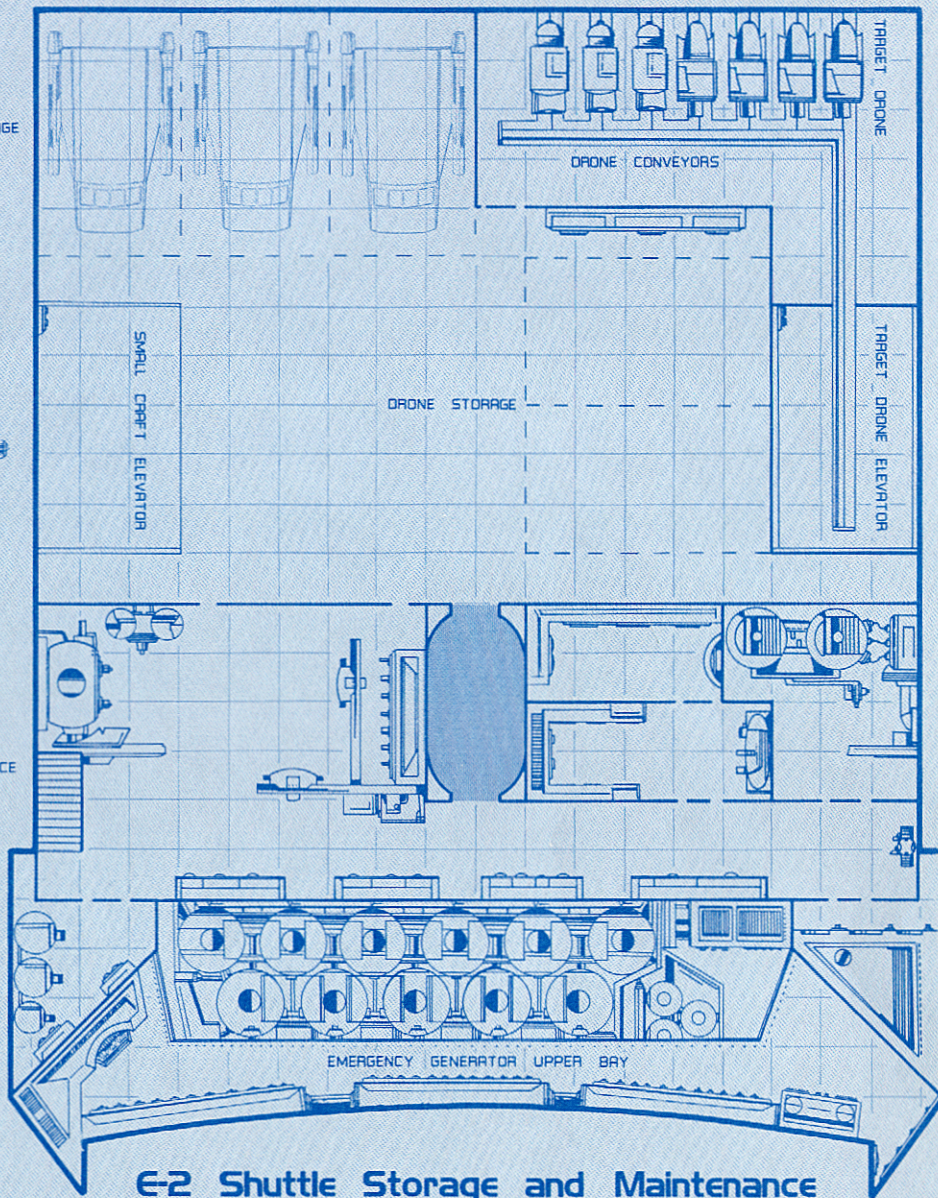 TARGET DRONE
DRONE CONVEYORS
SMALL CRAFT ELEVATOR
DRONE STORAGE
TARGET DRONE ELEVATOR
EMERGENCY GENERATOR UPPER BAY
E-2 Shuttle Storage and Maintenance